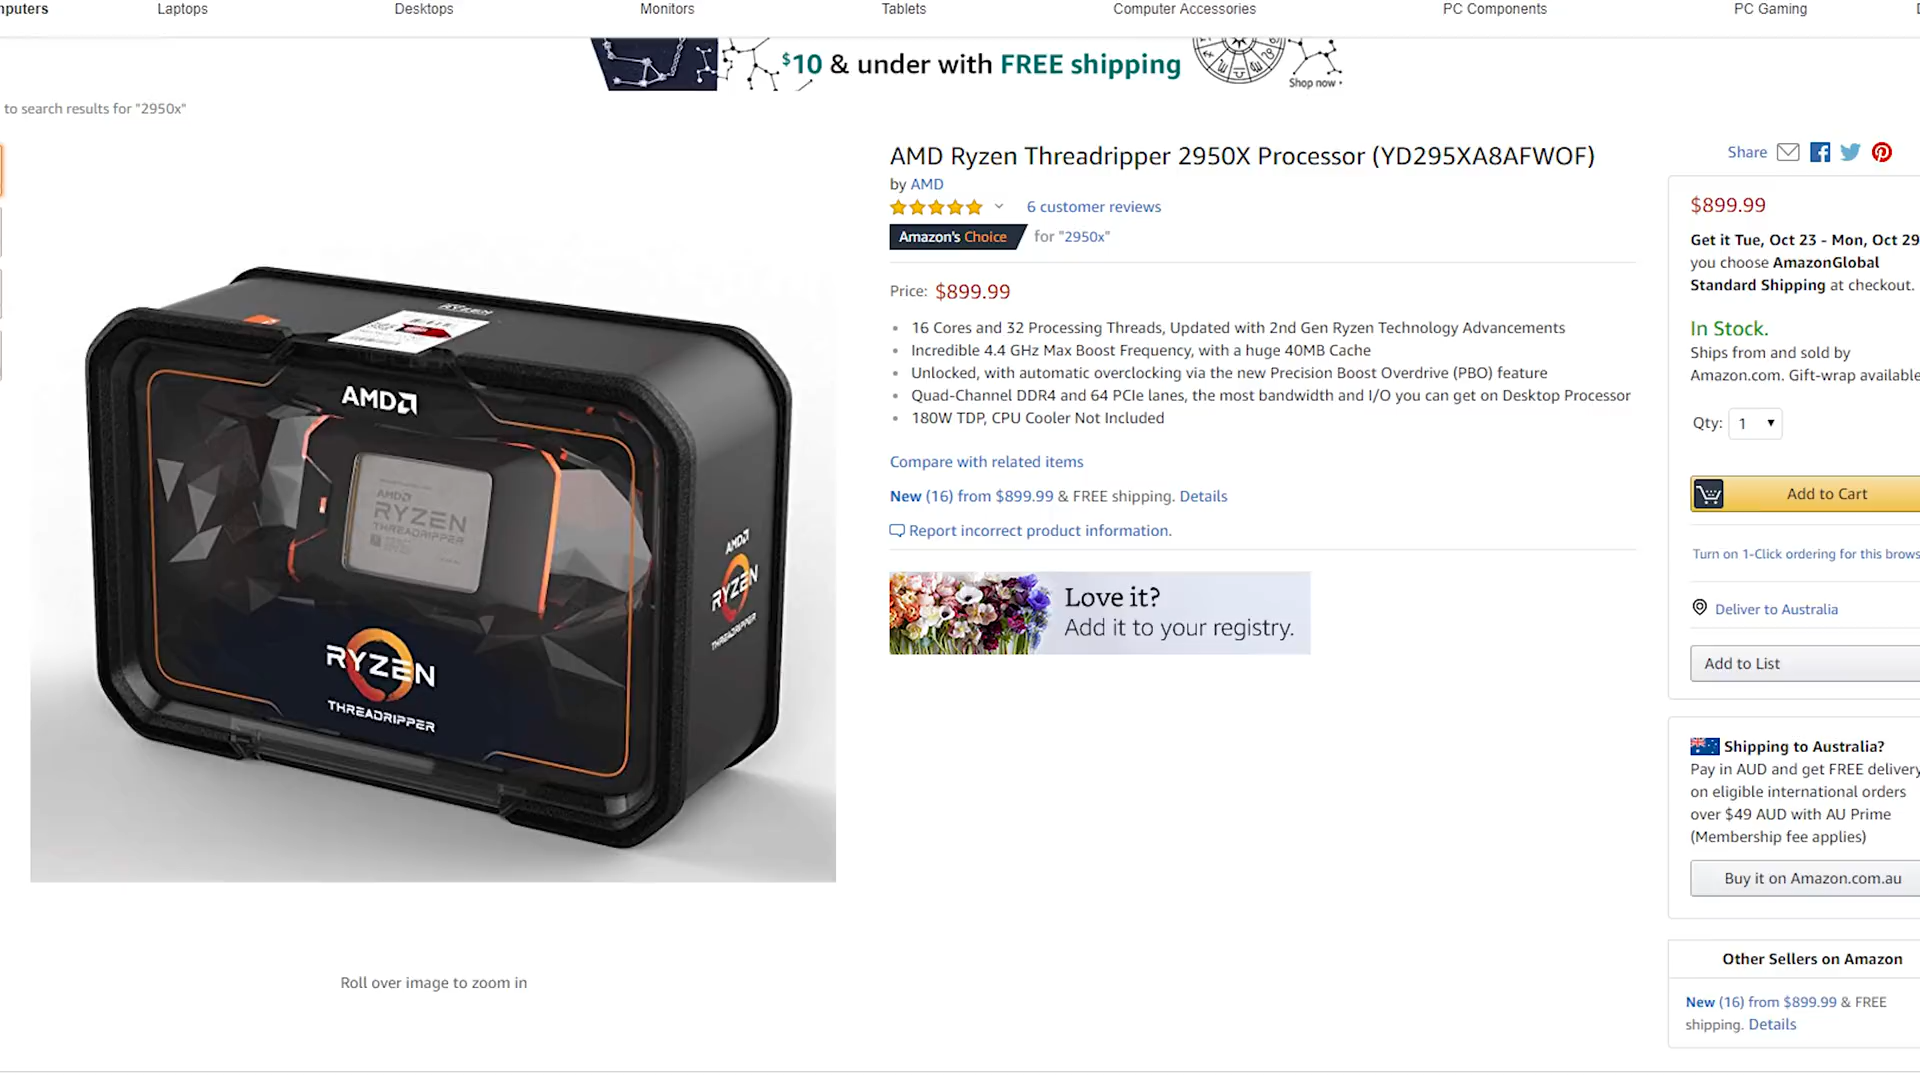 nputers Laptops Desktops Monitors Tablets Computer Accessories PC Components PC Gaming
$10 & under with FREE shipping
Shop now
to search results for "2950x"
AMD
AMD
RYZEN
THREADRIPPER
RYZEN
THREADRIPPER
AMD
RYZEN
THREADRIPPER
RYZEN
Roll over image to zoom in
AMD Ryzen Threadripper 2950X Processor (YD295XA8AFWOF)
by AMD
6 customer reviews
Amazon's Choice for "2950x"
Price: $899.99
16 Cores and 32 Processing Threads, Updated with 2nd Gen Ryzen Technology Advancements
Incredible 4.4 GHz Max Boost Frequency, with a huge 40MB Cache
Unlocked, with automatic overclocking via the new Precision Boost Overdrive (PBO) feature
Quad-Channel DDR4 and 64 PCIe lanes, the most bandwidth and I/O you can get on Desktop Processor
180W TDP, CPU Cooler Not Included
Compare with related items
New (16) from $899.99 & FREE shipping. Details
Report incorrect product information.
Love it?
Add it to your registry.
Share
$899.99
Get it Tue, Oct 23 - Mon, Oct 29
you choose AmazonGlobal
Standard Shipping at checkout.
In Stock.
Ships from and sold by
Amazon.com. Gift-wrap available
Qty: 1
Add to Cart
Turn on 1-Click ordering for this brows
Deliver to Australia
Add to List
Shipping to Australia?
Pay in AUD and get FREE delivery
on eligible international orders
over $49 AUD with AU Prime
(Membership fee applies)
Buy it on Amazon.com.au
Other Sellers on Amazon
New (16) from $899.99 & FREE
shipping. Details